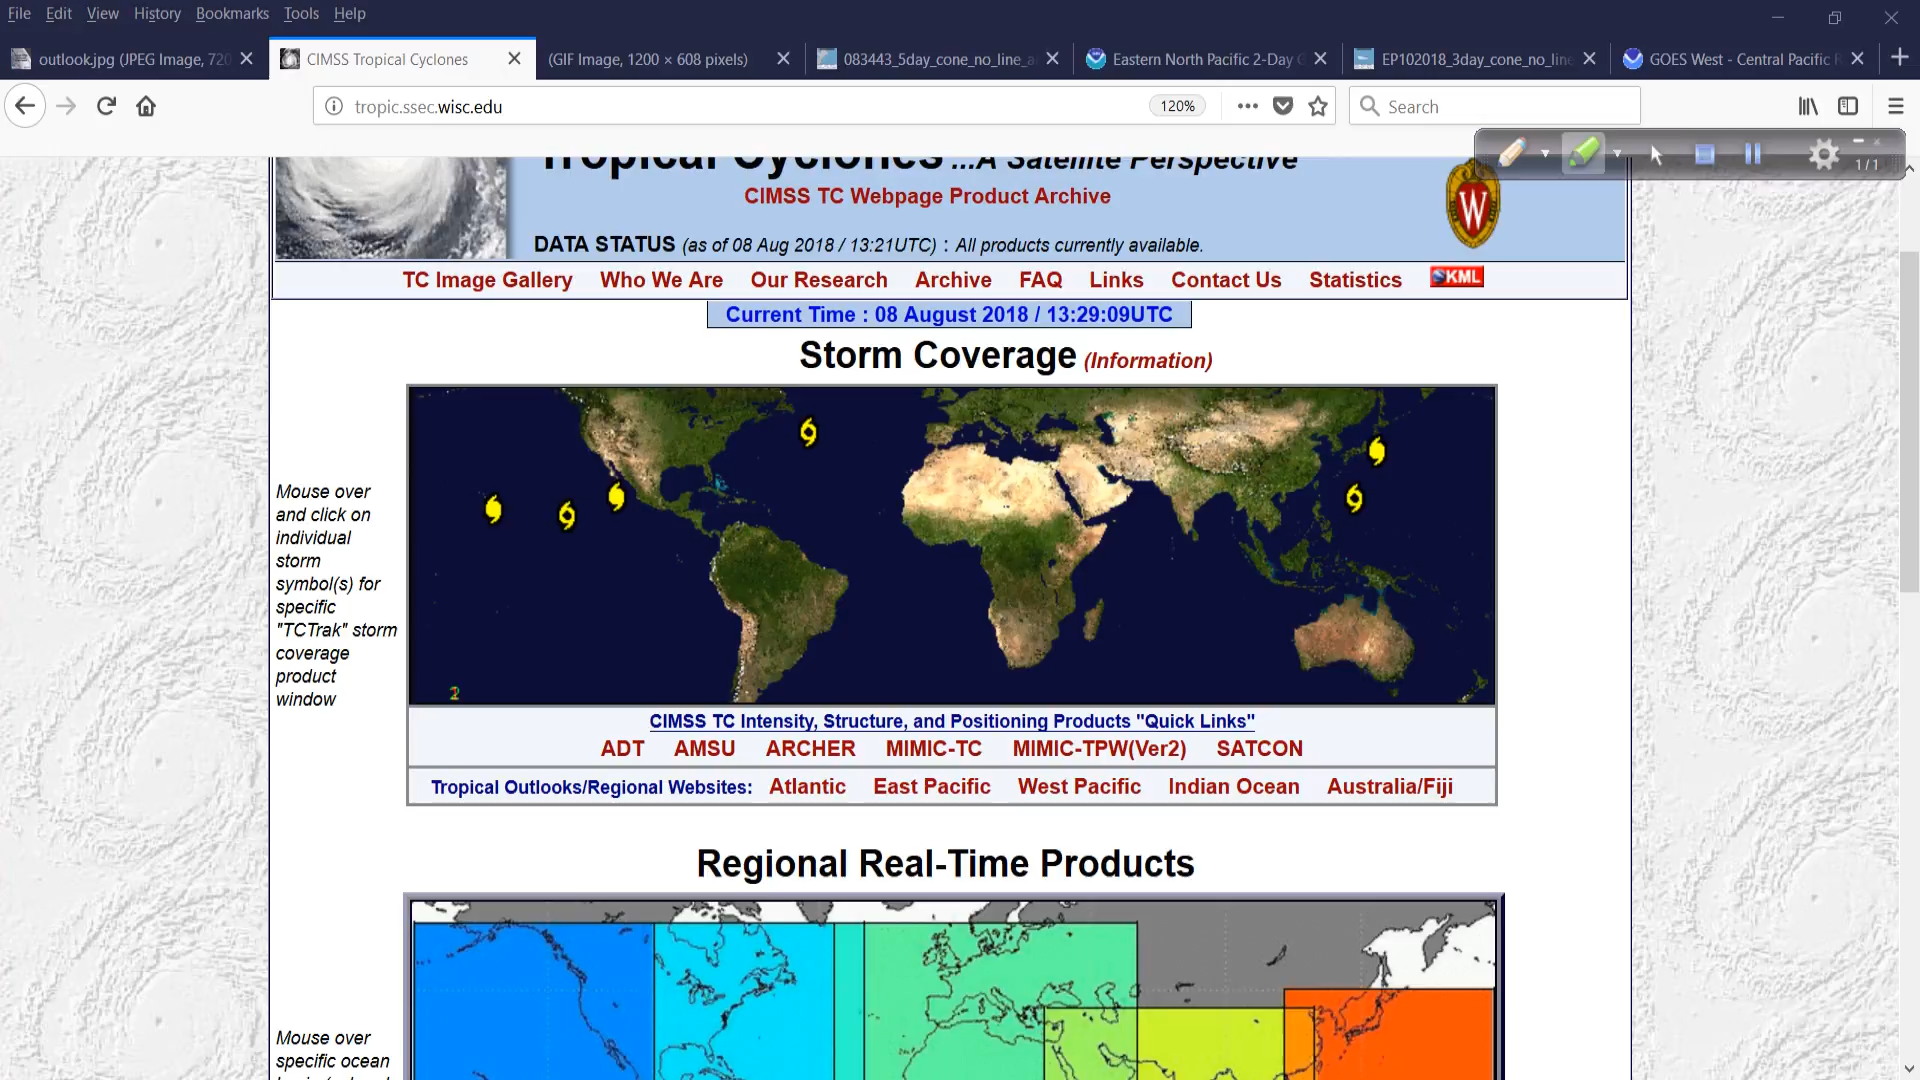 File Edit View History Bookmarks Tools Help
outlook.jpg (JPEG Image, 720
CIMSS Tropical Cyclones
(GIF Image, 1200 × 608 pixels)
083443_5day_cone_no_line_a
Eastern North Pacific 2-Day G
EP102018_3day_cone_no_line
GOES West - Central Pacific R
tropic.ssec.wisc.edu
120%
Search
1/1
Tropical Cyclones ...A Satellite Perspective
CIMSS TC Webpage Product Archive
W
DATA STATUS (as of 08 Aug 2018 / 13:21UTC) : All products currently available.
TC Image Gallery Who We Are Our Research Archive FAQ Links Contact Us Statistics KML
Current Time : 08 August 2018 / 13:29:09UTC
Storm Coverage (Information)
Mouse over
and click on
individual
storm
symbol(s) for
specific
"TCTrak" storm
coverage
product
window
2
CIMSS TC Intensity, Structure, and Positioning Products "Quick Links"
ADT AMSU ARCHER MIMIC-TC MIMIC-TPW(Ver2) SATCON
Tropical Outlooks/Regional Websites: Atlantic East Pacific West Pacific Indian Ocean Australia/Fiji
Regional Real-Time Products
Mouse over
specific ocean